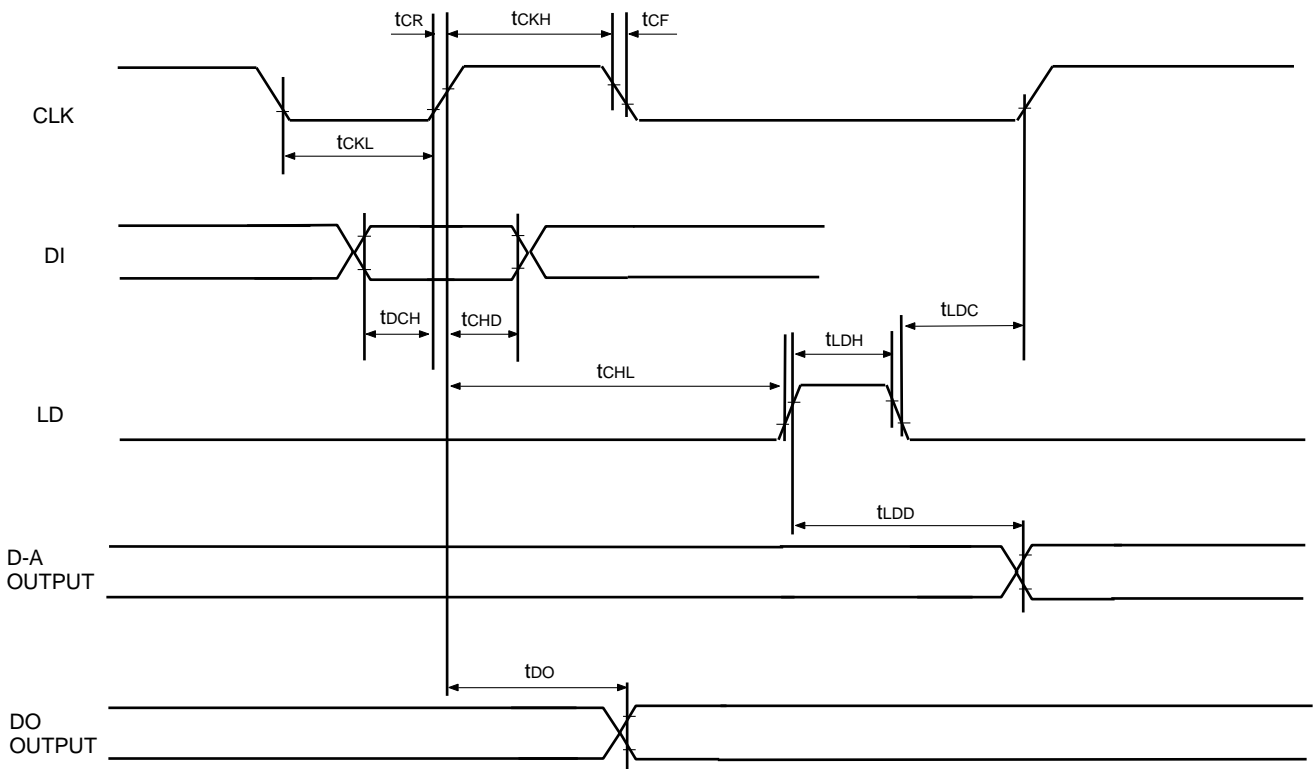 tCR
tCKH
tCF
CLK
tCKL
DI
tDCH
tCHD
tLDC
tLDH
tCHL
LD
tLDD
D-A
OUTPUT
tDO
DO
OUTPUT